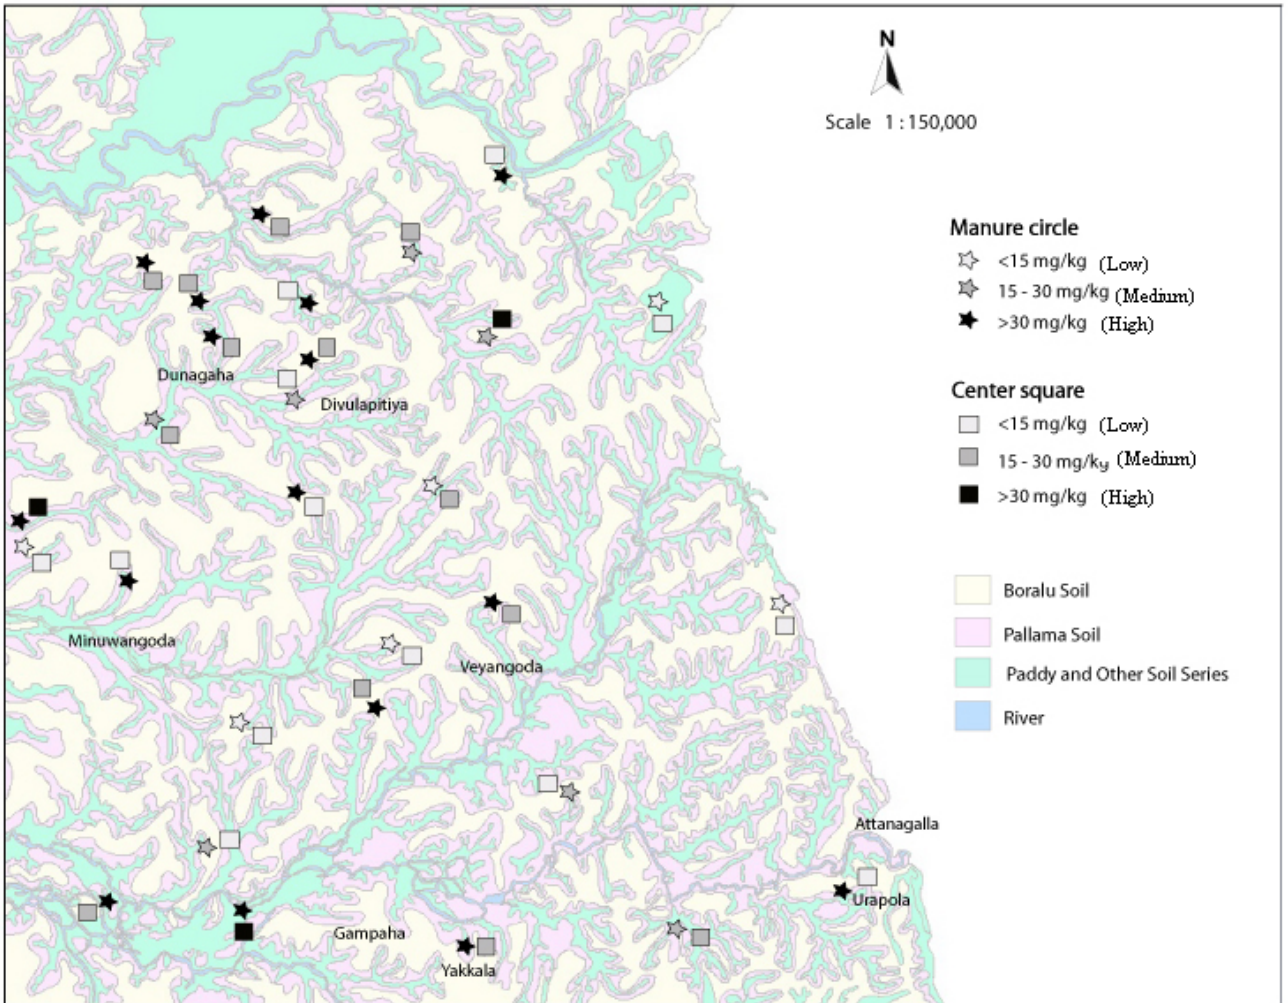 N
Scale 1 : 150,000
Manure circle
<15 mg/kg (Low)
15 - 30 mg/kg (Medium)
>30 mg/kg (High)
Center square
<15 mg/kg (Low)
15 - 30 mg/ky (Medium)
>30 mg/kg (High)
Boralu Soil
Pallama Soil
Paddy and Other Soil Series
River
Dunagaha
Divulapitiya
Minuwangoda
Veyangoda
Attanagalla
Urapola
Gampaha
Yakkala